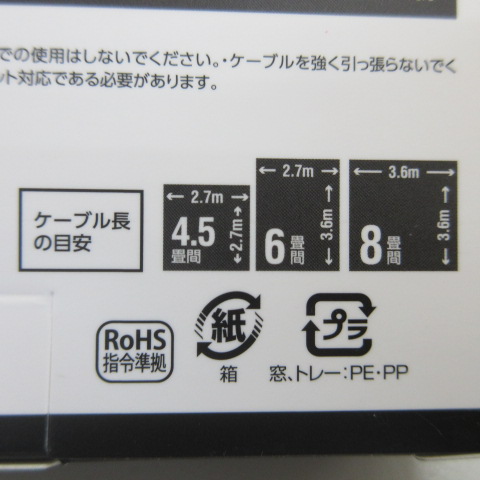 での使用はしないでください。・ケーブルを強く引っ張らないでく
ット対応である必要があります。
ケーブル長
の目安
2.7m
4.5
畳間
2.7m
2.7m
6畳間
3.6m
3.6m
8畳間
3.6m
RoHS
指令準拠
紙
箱
プラ
窓、トレー：PE・PP